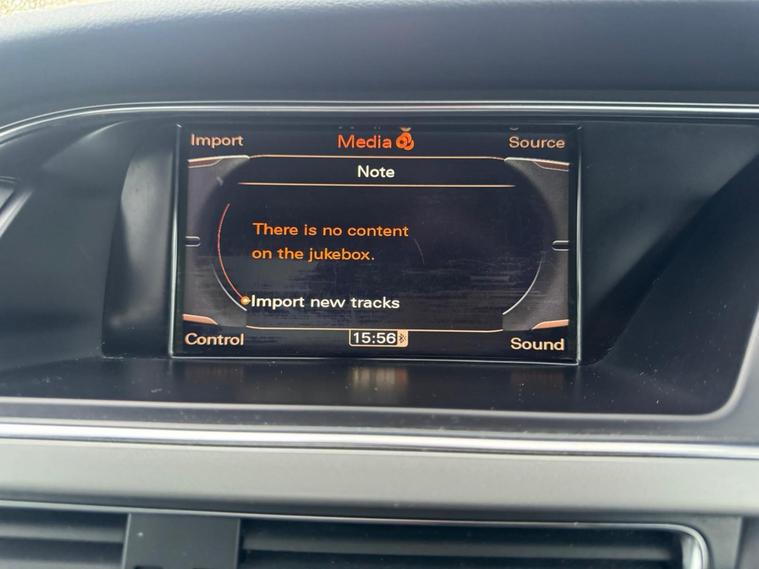 Import Media Source
Note
There is no content
on the jukebox.
Import new tracks
Control 15:56 Sound